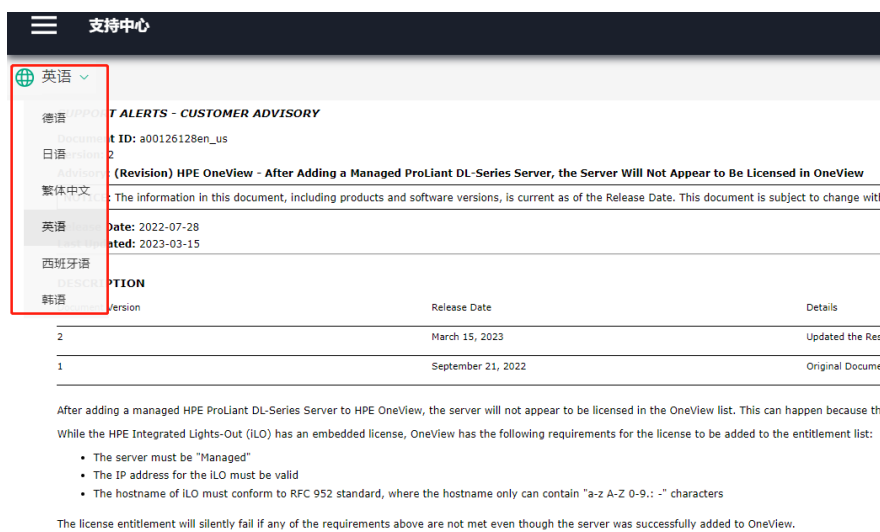 支持中心
英语
SUPPORT ALERTS - CUSTOMER ADVISORY
德语
Document ID: a00126128en_us
日语
Version: 2
Advisory: (Revision) HPE OneView - After Adding a Managed ProLiant DL-Series Server, the Server Will Not Appear to Be Licensed in OneView
繁体中文
NOTICE: The information in this document, including products and software versions, is current as of the Release Date. This document is subject to change
英语
Release Date: 2022-07-28
Last Updated: 2023-03-15
西班牙语
DESCRIPTION
韩语
Document Version Release Date Details
2 March 15, 2023 Updated the
1 September 21, 2022 Original
After adding a managed HPE ProLiant DL-Series Server to HPE OneView, the server will not appear to be licensed in the OneView list. This can happen because
While the HPE Integrated Lights-Out (iLO) has an embedded license, OneView has the following requirements for the license to be added to the entitlement list:
• The server must be "Managed"
• The IP address for the iLO must be valid
• The hostname of iLO must conform to RFC 952 standard, where the hostname only can contain "a-z A-Z 0-9.: -" characters
The license entitlement will silently fail if any of the requirements above are not met even though the server was successfully added to OneView.